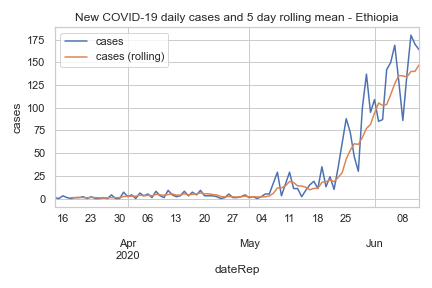 New COVID-19 daily cases and 5 day rolling mean - Ethiopia
cases
cases (rolling)
175
150
125
100
75
50
25
0
cases
16 23 30 06 13 20 27 04 11 18 25 08
Apr May Jun
2020
dateRep